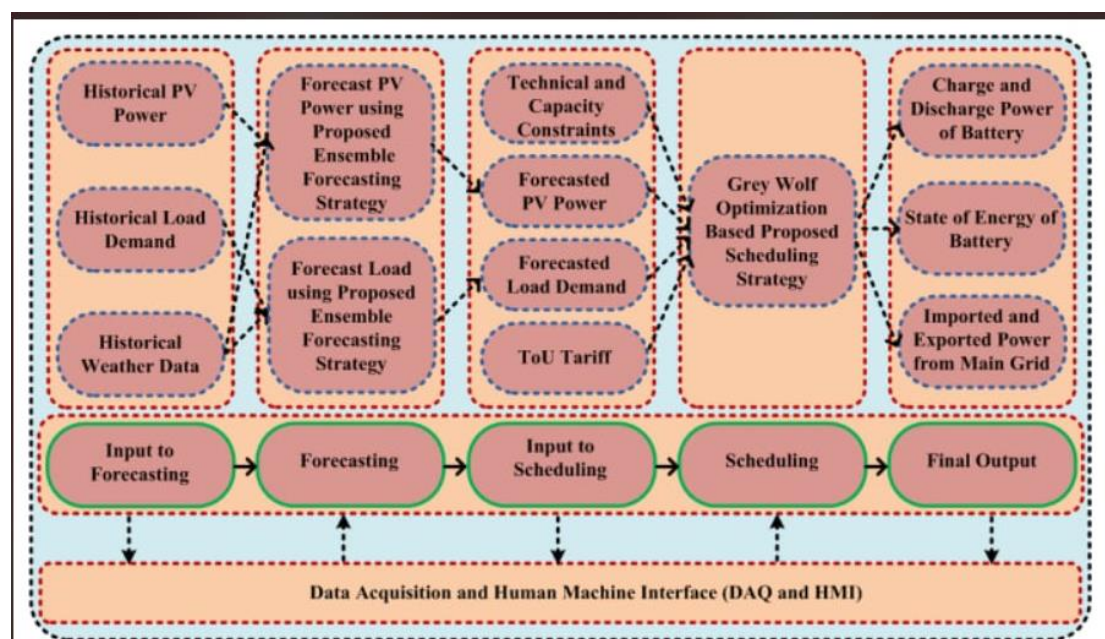 Historical PV
Power
Historical Load
Demand
Historical
Weather Data
Forecast PV
Power using
Proposed
Ensemble
Forecasting
Strategy
Forecast Load
using Proposed
Ensemble
Forecasting
Strategy
Technical and
Capacity
Constraints
Forecasted
PV Power
Forecasted
Load Demand
ToU Tariff
Grey Wolf
Optimization
Based Proposed
Scheduling
Strategy
Charge and
Discharge Power
of Battery
State of Energy of
Battery
Imported and
Exported Power
from Main Grid
Input to
Forecasting
Forecasting
Input to
Scheduling
Scheduling
Final Output
Data Acquisition and Human Machine Interface (DAQ and HMI)